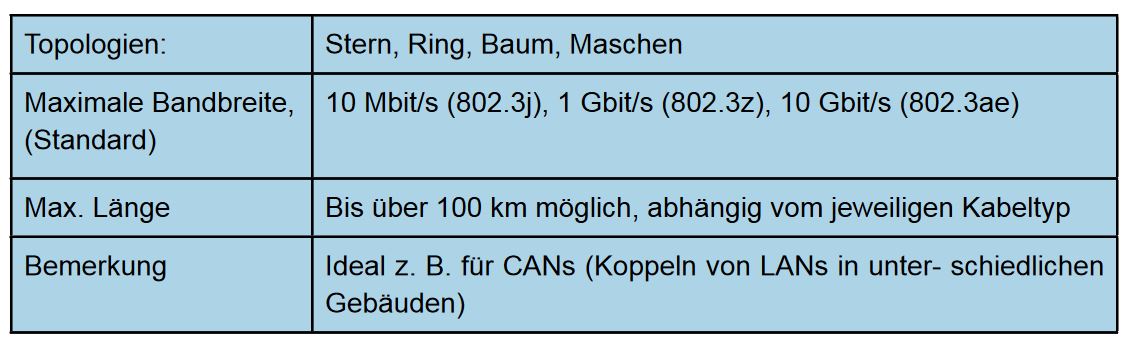 Topologien:
Stern, Ring, Baum, Maschen
Maximale Bandbreite,
(Standard)
10 Mbit/s (802.3j), 1 Gbit/s (802.3z), 10 Gbit/s (802.3ae)
Max. Länge
Bis über 100 km möglich, abhängig vom jeweiligen Kabeltyp
Bemerkung
Ideal z. B. für CANs (Koppeln von LANs in unter- schiedlichen
Gebäuden)